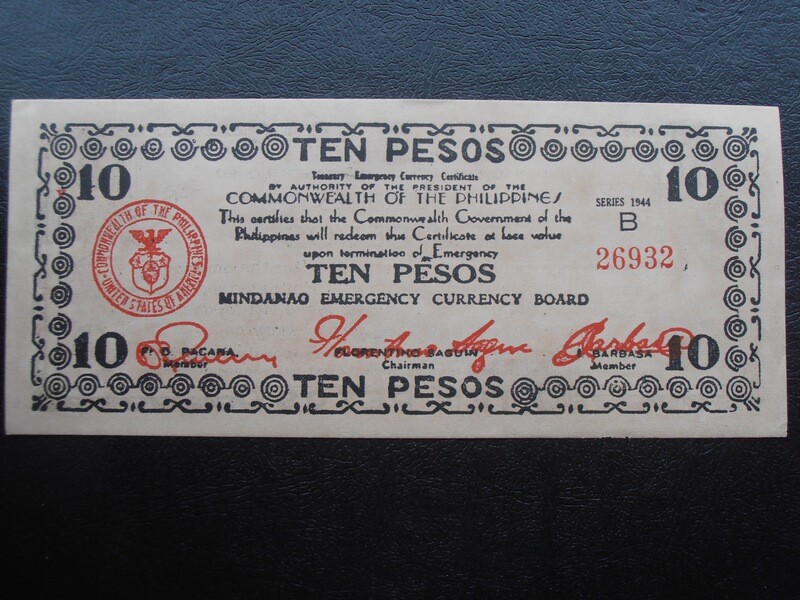 TEN PESOS
10 10
Treasury Emergency Currency Certificate
BY AUTHORITY OF THE PRESIDENT OF THE
COMMONWEALTH OF THE PHILIPPINES
SERIES 1944
B
26932
This certifies that the Commonwealth Government of the
Philippines will redeem this Certificate at face value
upon termination of Emergency
TEN PESOS
MINDANAO EMERGENCY CURRENCY BOARD
COMMONWEALTH OF THE PHILIPPINES
UNITED STATES OF AMERICA
10 10
P. B. PACANA
Member
FLORENTINO SAGUIN
Chairman
BARBASA
Member
TEN PESOS